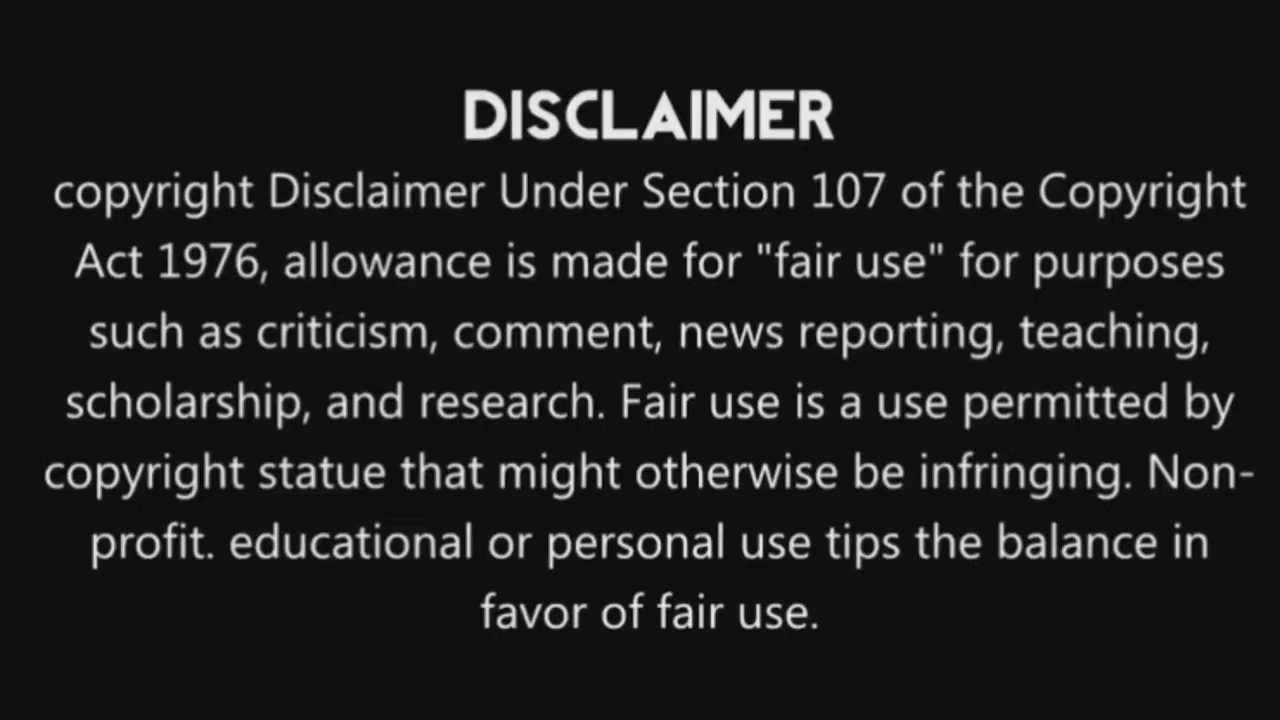 DISCLAIMER
copyright Disclaimer Under Section 107 of the Copyright
Act 1976, allowance is made for "fair use" for purposes
such as criticism, comment, news reporting, teaching,
scholarship, and research. Fair use is a use permitted by
copyright statue that might otherwise be infringing. Non-
profit. educational or personal use tips the balance in
favor of fair use.